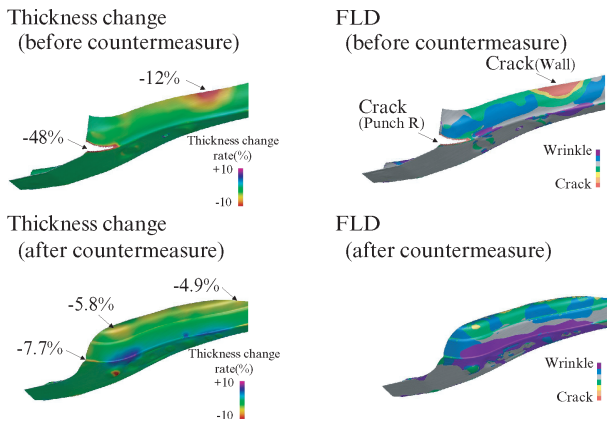 Thickness change
(before countermeasure)
-12%
-48%
Thickness change
rate(%)
+10
-10
FLD
(before countermeasure)
Crack(Wall)
Crack
(Punch R)
Wrinkle
Crack
Thickness change
(after countermeasure)
-4.9%
-5.8%
-7.7%
Thickness change
rate(%)
+10
-10
FLD
(after countermeasure)
Wrinkle
Crack